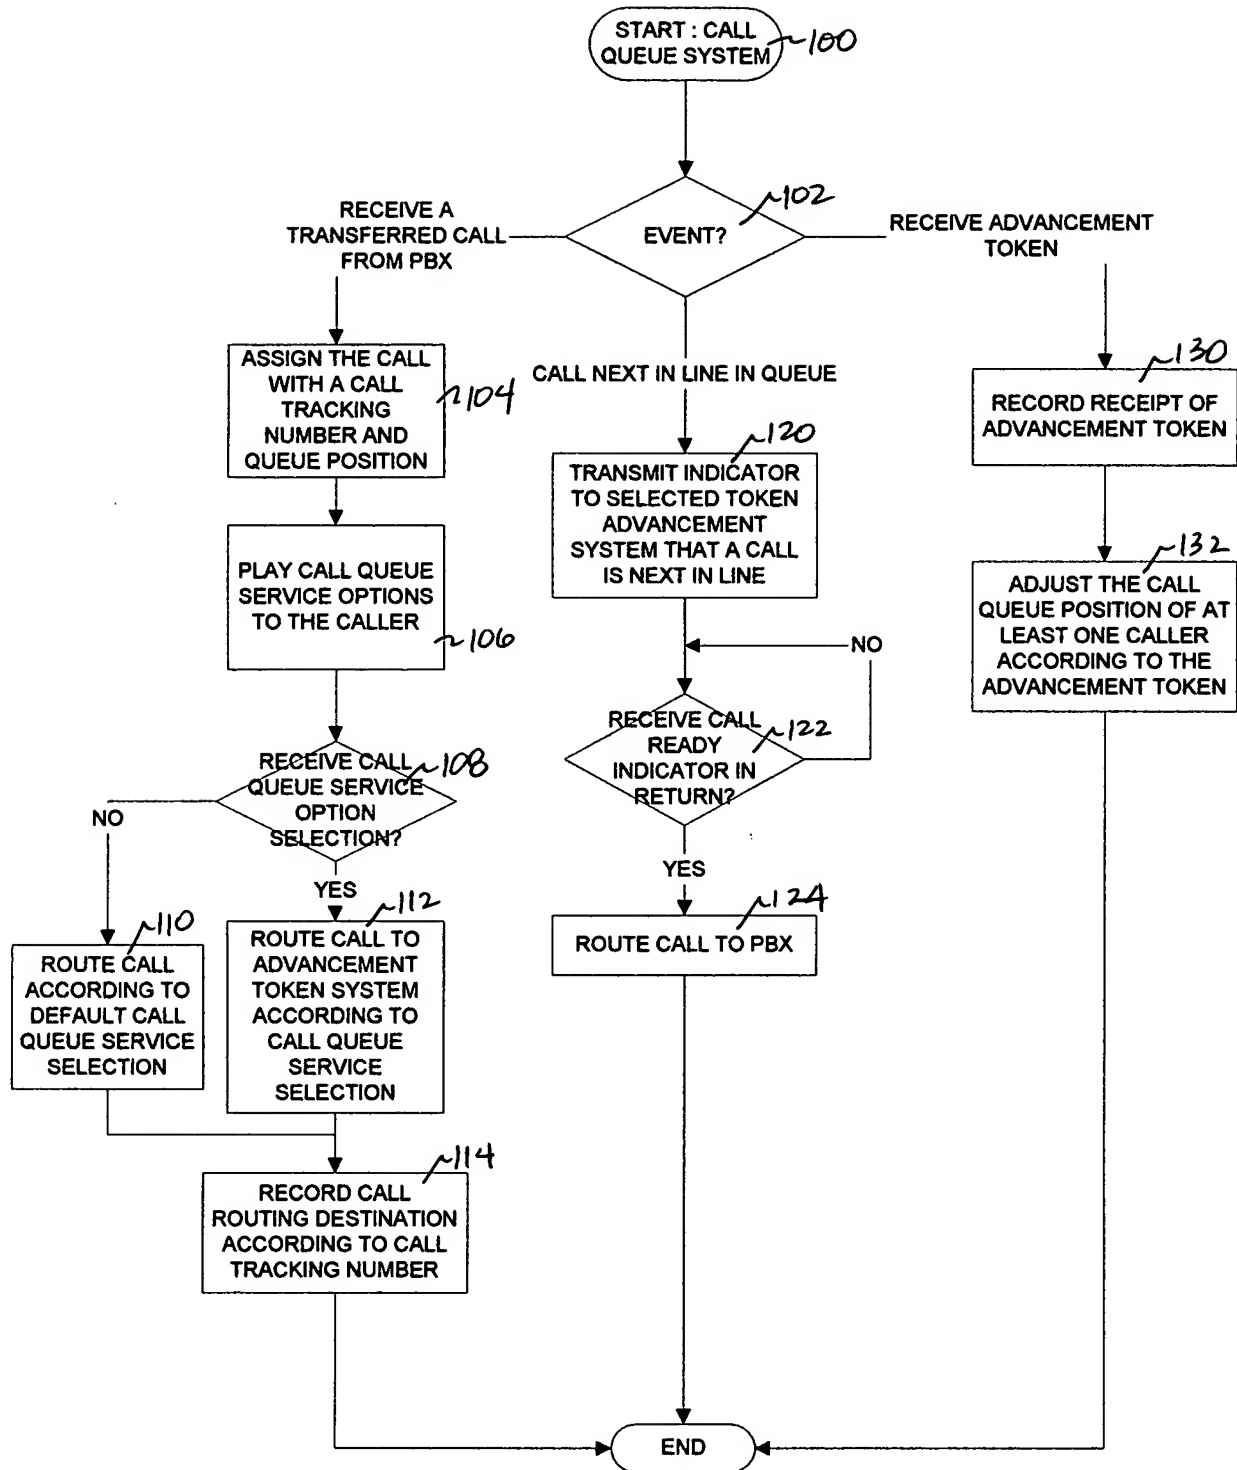 START : CALL
QUEUE SYSTEM
~100
EVENT?
~102
RECEIVE A
TRANSFERRED CALL
FROM PBX
RECEIVE ADVANCEMENT
TOKEN
CALL NEXT IN LINE IN QUEUE
ASSIGN THE CALL
WITH A CALL
TRACKING
NUMBER AND
QUEUE POSITION
~104
PLAY CALL QUEUE
SERVICE OPTIONS
TO THE CALLER
~106
RECEIVE CALL
QUEUE SERVICE
OPTION
SELECTION?
~108
NO
YES
~110
ROUTE CALL
ACCORDING TO
DEFAULT CALL
QUEUE SERVICE
SELECTION
~112
ROUTE CALL TO
ADVANCEMENT
TOKEN SYSTEM
ACCORDING TO
CALL QUEUE
SERVICE
SELECTION
~114
RECORD CALL
ROUTING DESTINATION
ACCORDING TO CALL
TRACKING NUMBER
~120
TRANSMIT INDICATOR
TO SELECTED TOKEN
ADVANCEMENT
SYSTEM THAT A CALL
IS NEXT IN LINE
NO
RECEIVE CALL
READY
INDICATOR IN
RETURN?
~122
YES
~124
ROUTE CALL TO PBX
~130
RECORD RECEIPT OF
ADVANCEMENT TOKEN
~132
ADJUST THE CALL
QUEUE POSITION OF AT
LEAST ONE CALLER
ACCORDING TO THE
ADVANCEMENT TOKEN
END